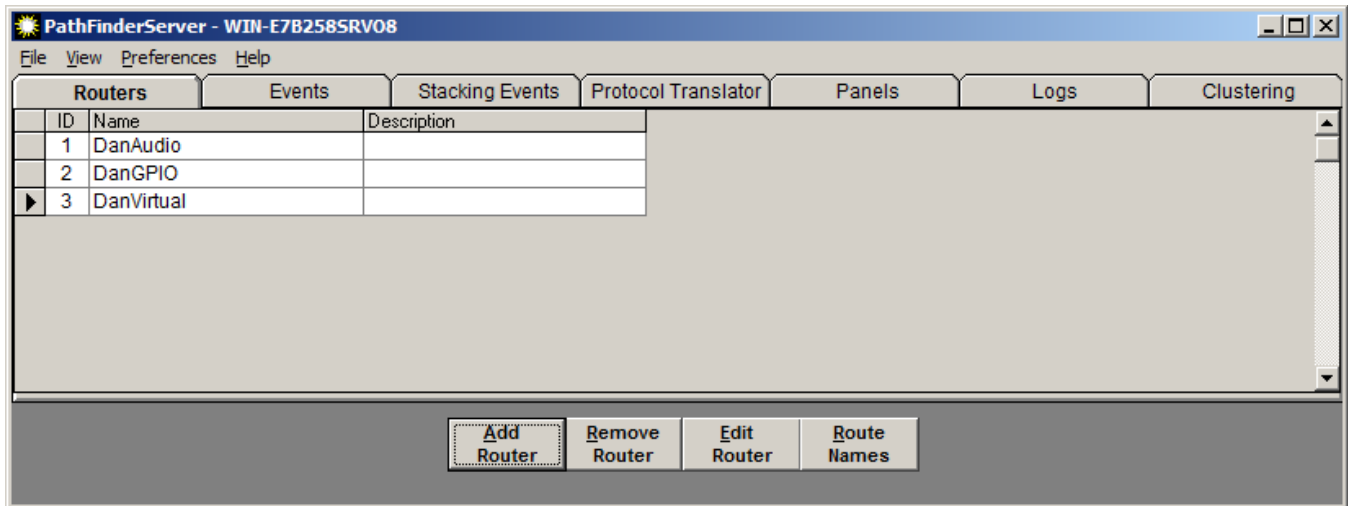 PathFinderServer - WIN-E7B258SRVO8
File View Preferences Help
Routers Events Stacking Events Protocol Translator Panels Logs Clustering
ID Name Description
1 DanAudio
2 DanGPIO
3 DanVirtual
Add Remove Edit Route
Router Router Router Names